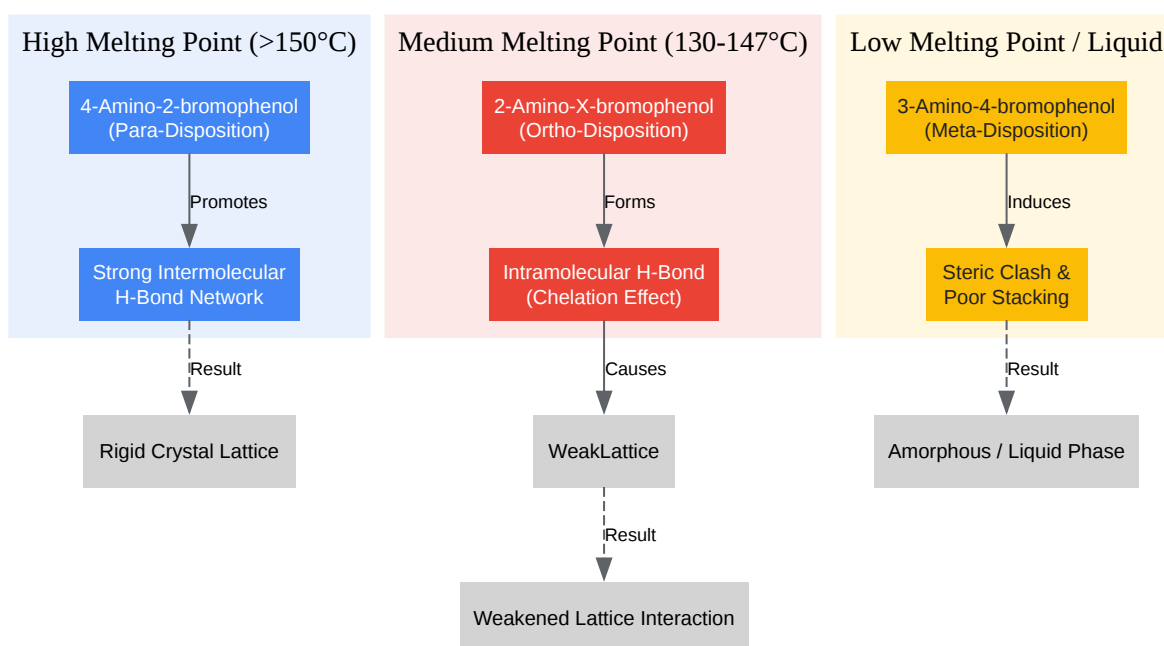 High Melting Point (>150°C)
4-Amino-2-bromophenol
(Para-Disposition)
Promotes
Strong Intermolecular
H-Bond Network
Result
Rigid Crystal Lattice
Medium Melting Point (130-147°C)
2-Amino-X-bromophenol
(Ortho-Disposition)
Forms
Intramolecular H-Bond
(Chelation Effect)
Causes
WeakLattice
Result
Weakened Lattice Interaction
Low Melting Point / Liquid
3-Amino-4-bromophenol
(Meta-Disposition)
Induces
Steric Clash &
Poor Stacking
Result
Amorphous / Liquid Phase